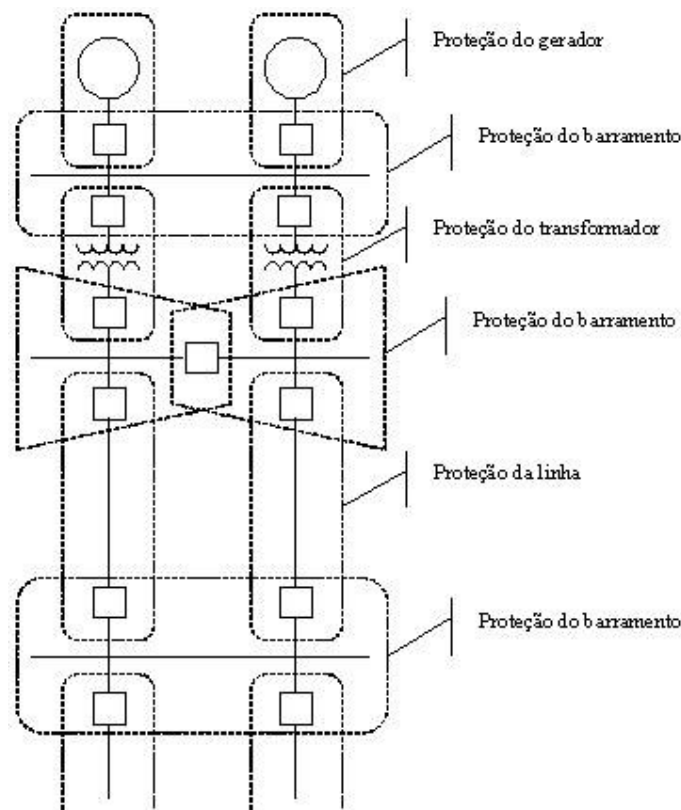 Proteção do gerador
Proteção do barramento
Proteção do transformador
Proteção do barramento
Proteção da linha
Proteção do barramento